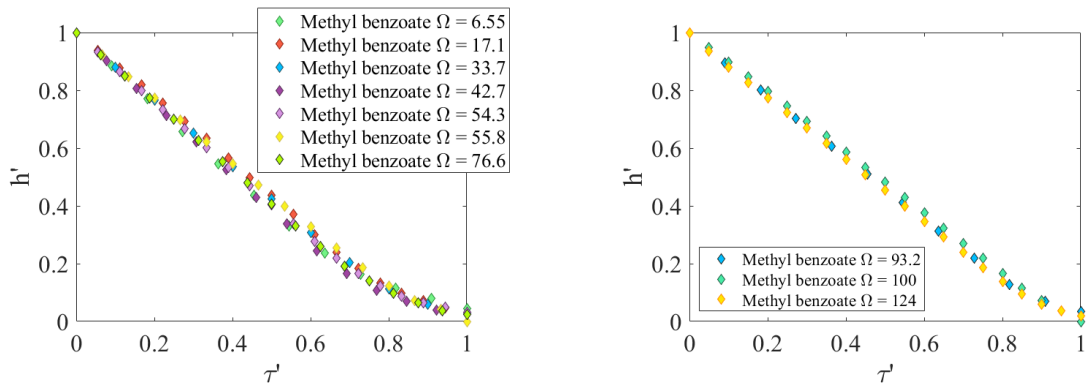 Methyl benzoate Ω = 6.55
Methyl benzoate Ω = 17.1
Methyl benzoate Ω = 33.7
Methyl benzoate Ω = 42.7
Methyl benzoate Ω = 54.3
Methyl benzoate Ω = 55.8
Methyl benzoate Ω = 76.6
1
0.8
0.6
0.4
0.2
0
h'
0 0.2 0.4 0.6 0.8 1
τ'
1
0.8
0.6
0.4
0.2
0
h'
Methyl benzoate Ω = 93.2
Methyl benzoate Ω = 100
Methyl benzoate Ω = 124
0 0.2 0.4 0.6 0.8 1
τ'